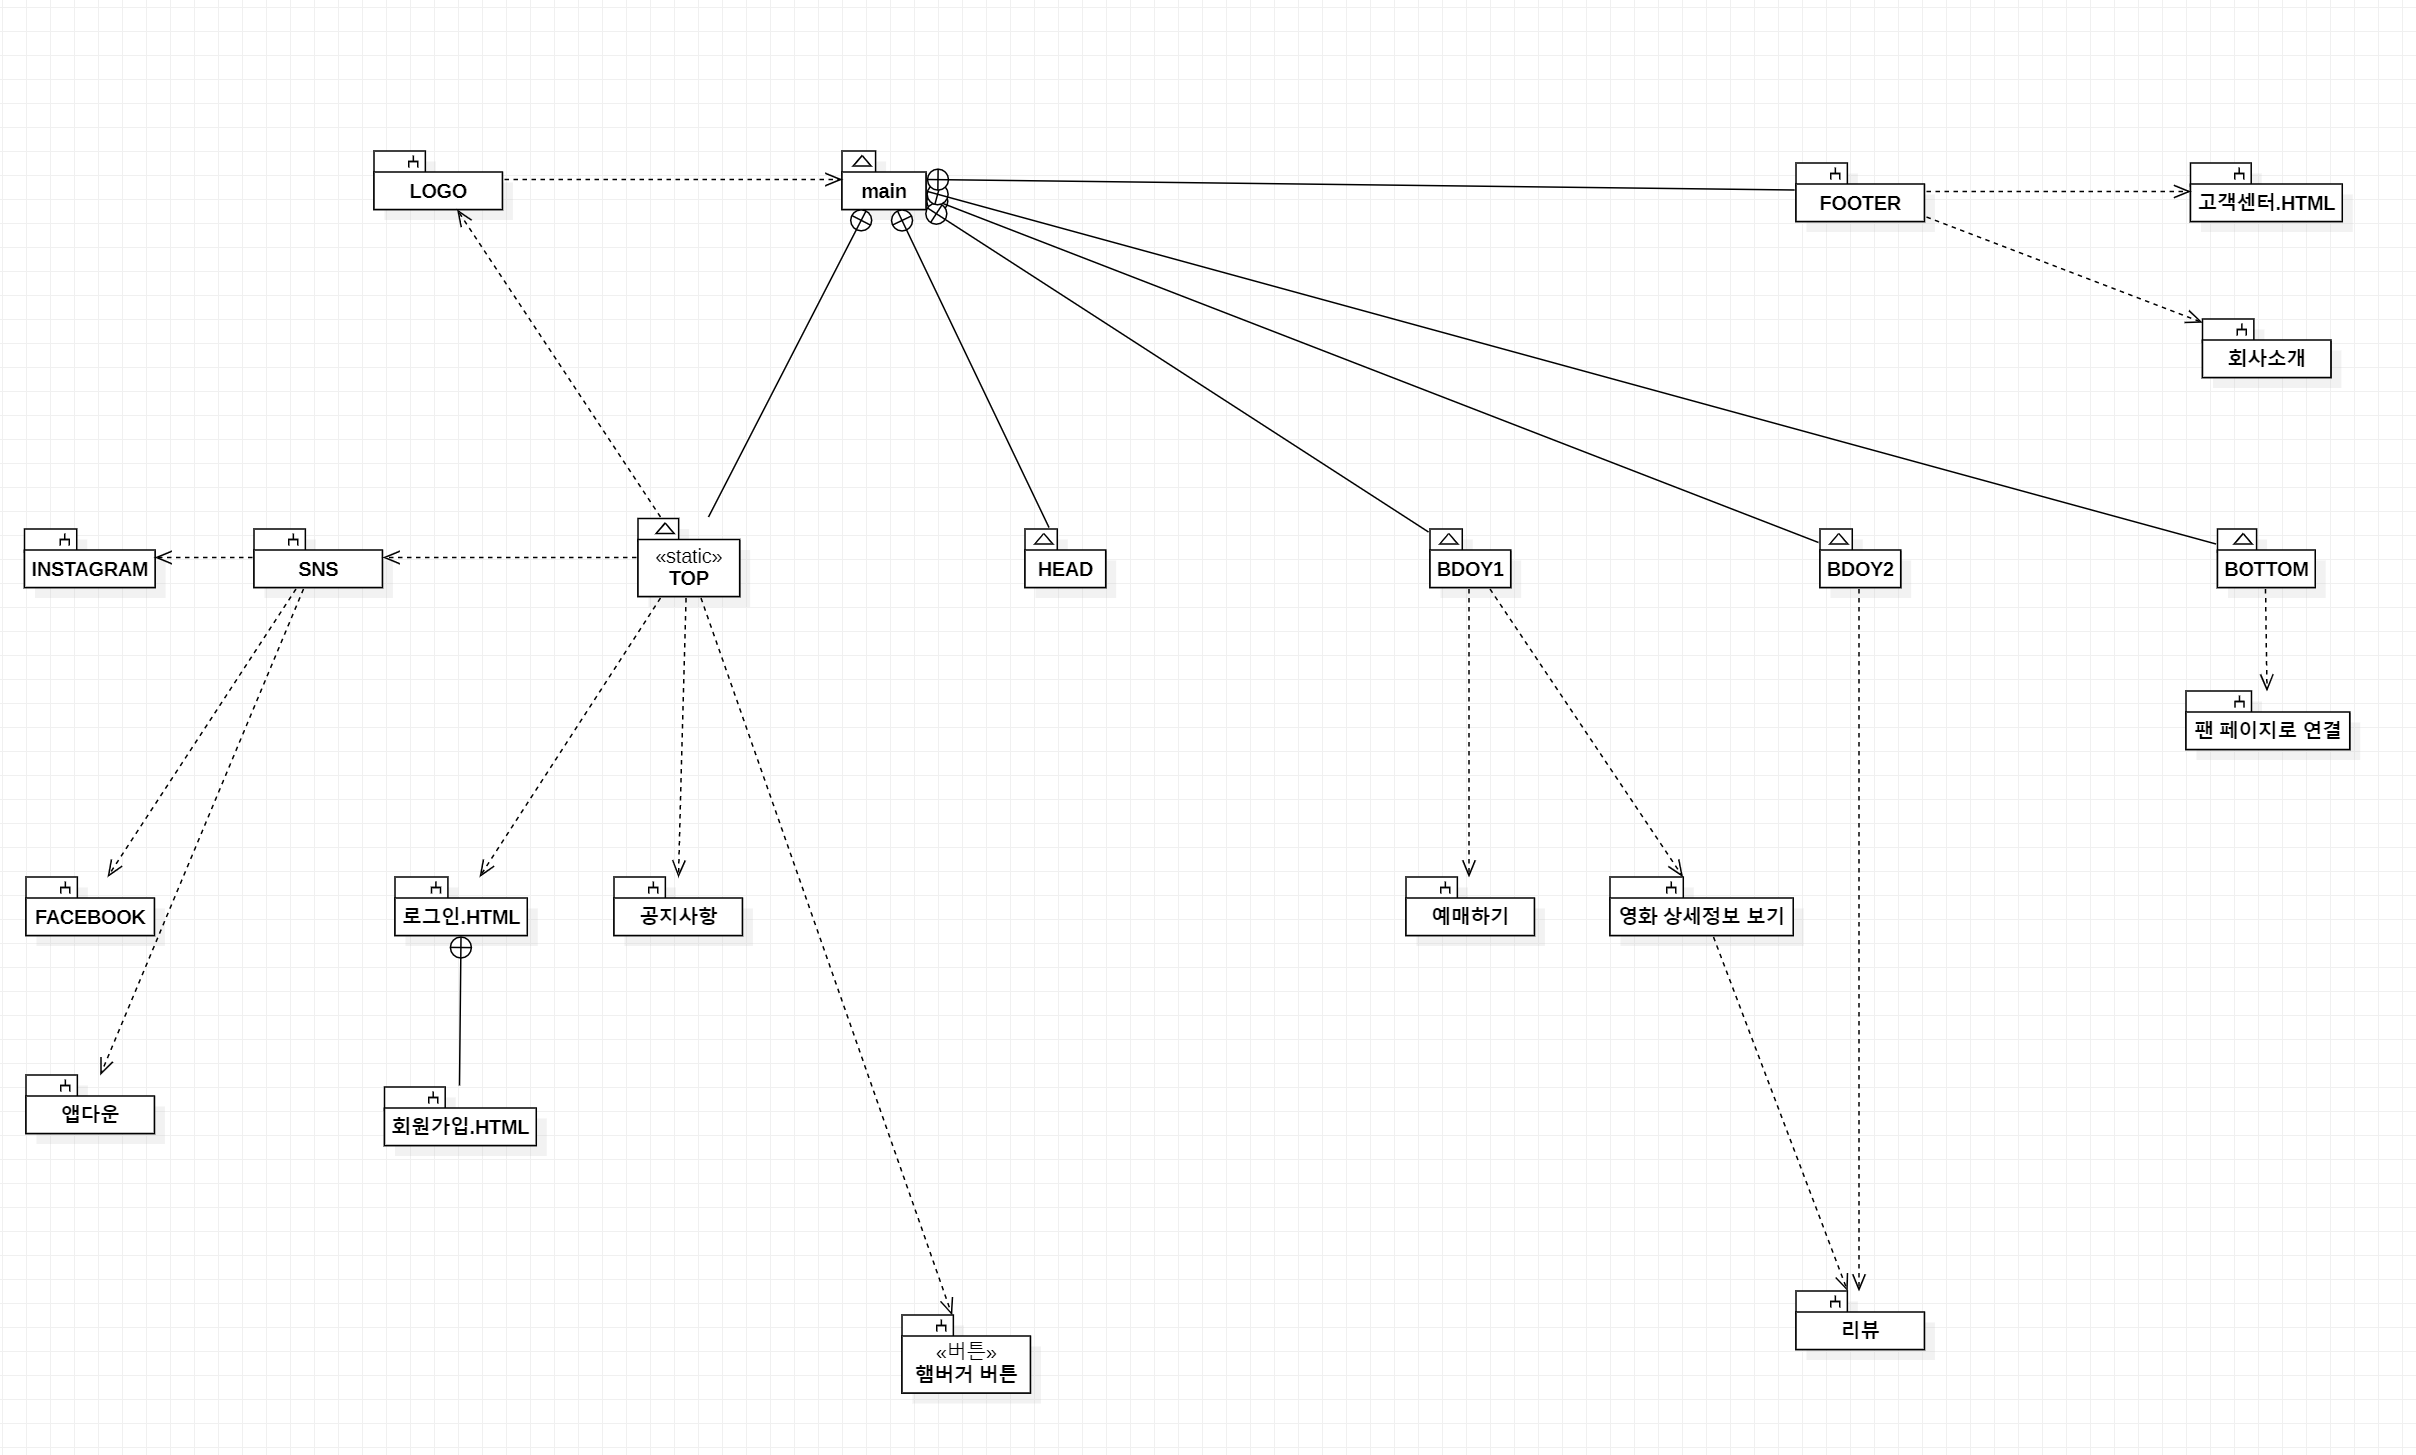 LOGO
main
FOOTER
고객센터.HTML
회사소개
INSTAGRAM
SNS
«static»
TOP
HEAD
BDOY1
BDOY2
BOTTOM
팬 페이지로 연결
FACEBOOK
로그인.HTML
공지사항
예매하기
영화 상세정보 보기
앱다운
회원가입.HTML
리뷰
«버튼»
햄버거 버튼